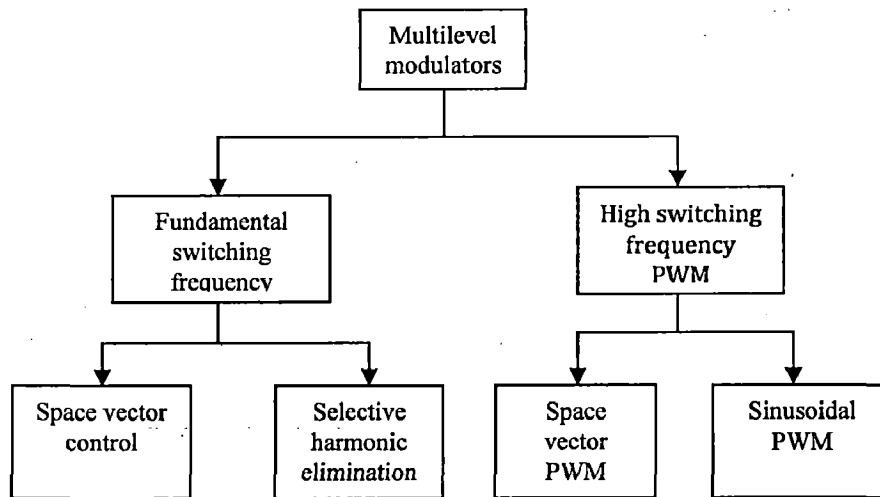 Multilevel
modulators
Fundamental
switching
frequency
High switching
frequency
PWM
Space vector
control
Selective
harmonic
elimination
Space
vector
PWM
Sinusoidal
PWM